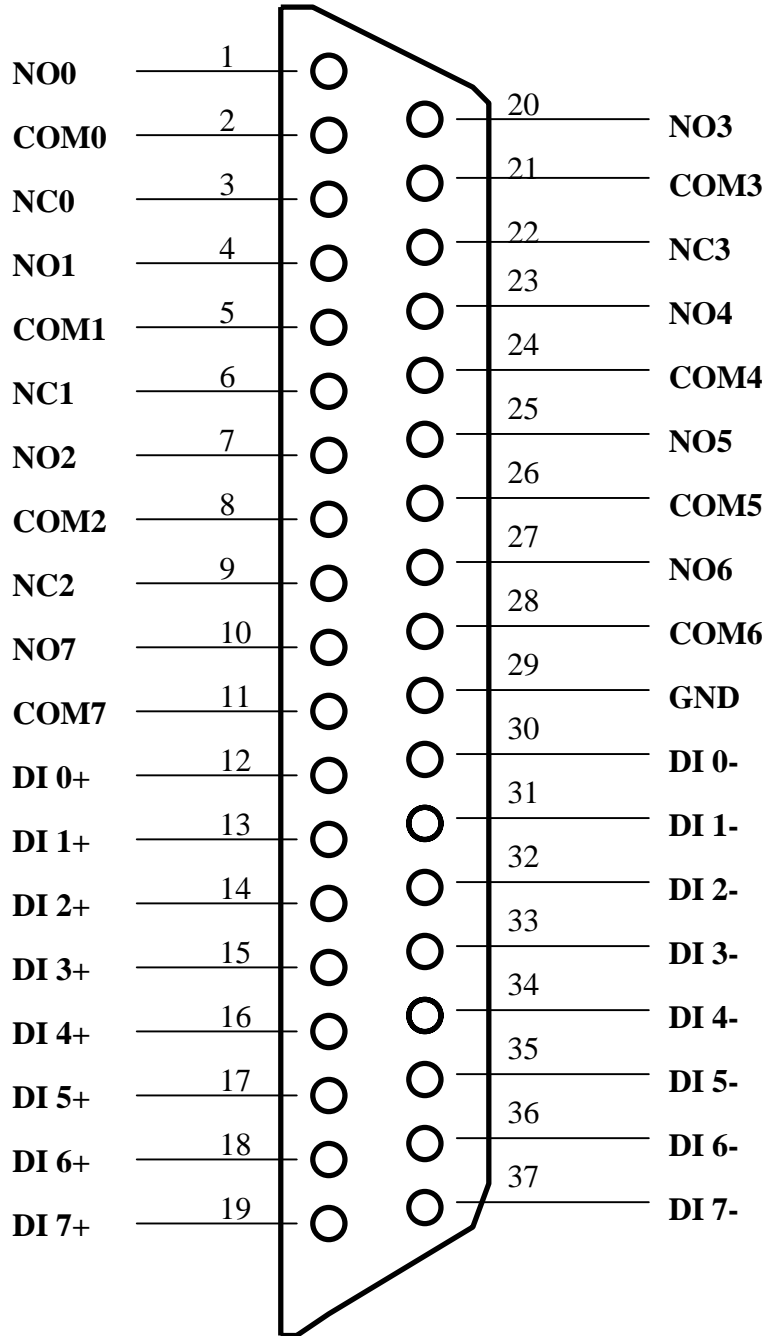 NO0 1
COM0 2 20 NO3
NC0 3 21 COM3
NO1 4 22 NC3
COM1 5 23 NO4
NC1 6 24 COM4
NO2 7 25 NO5
COM2 8 26 COM5
NC2 9 27 NO6
NO7 10 28 COM6
COM7 11 29 GND
DI 0+ 12 30 DI 0-
DI 1+ 13 31 DI 1-
DI 2+ 14 32 DI 2-
DI 3+ 15 33 DI 3-
DI 4+ 16 34 DI 4-
DI 5+ 17 35 DI 5-
DI 6+ 18 36 DI 6-
DI 7+ 19 37 DI 7-